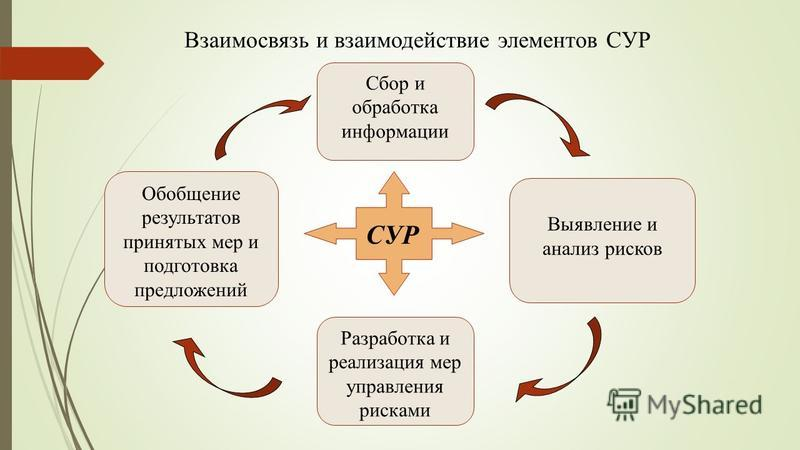 Взаимосвязь и взаимодействие элементов СУР
Сбор и
обработка
информации
Обобщение
результатов
принятых мер и
подготовка
предложений
СУР
Выявление и
анализ рисков
Разработка и
реализация мер
управления
рисками
MyShared